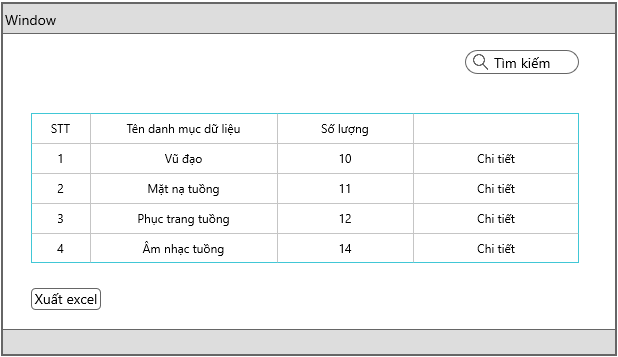 Window
Tìm kiếm
STT Tên danh mục dữ liệu Số lượng
1 Vũ đạo 10 Chi tiết
2 Mặt nạ tuồng 11 Chi tiết
3 Phục trang tuồng 12 Chi tiết
4 Âm nhạc tuồng 14 Chi tiết
Xuất excel